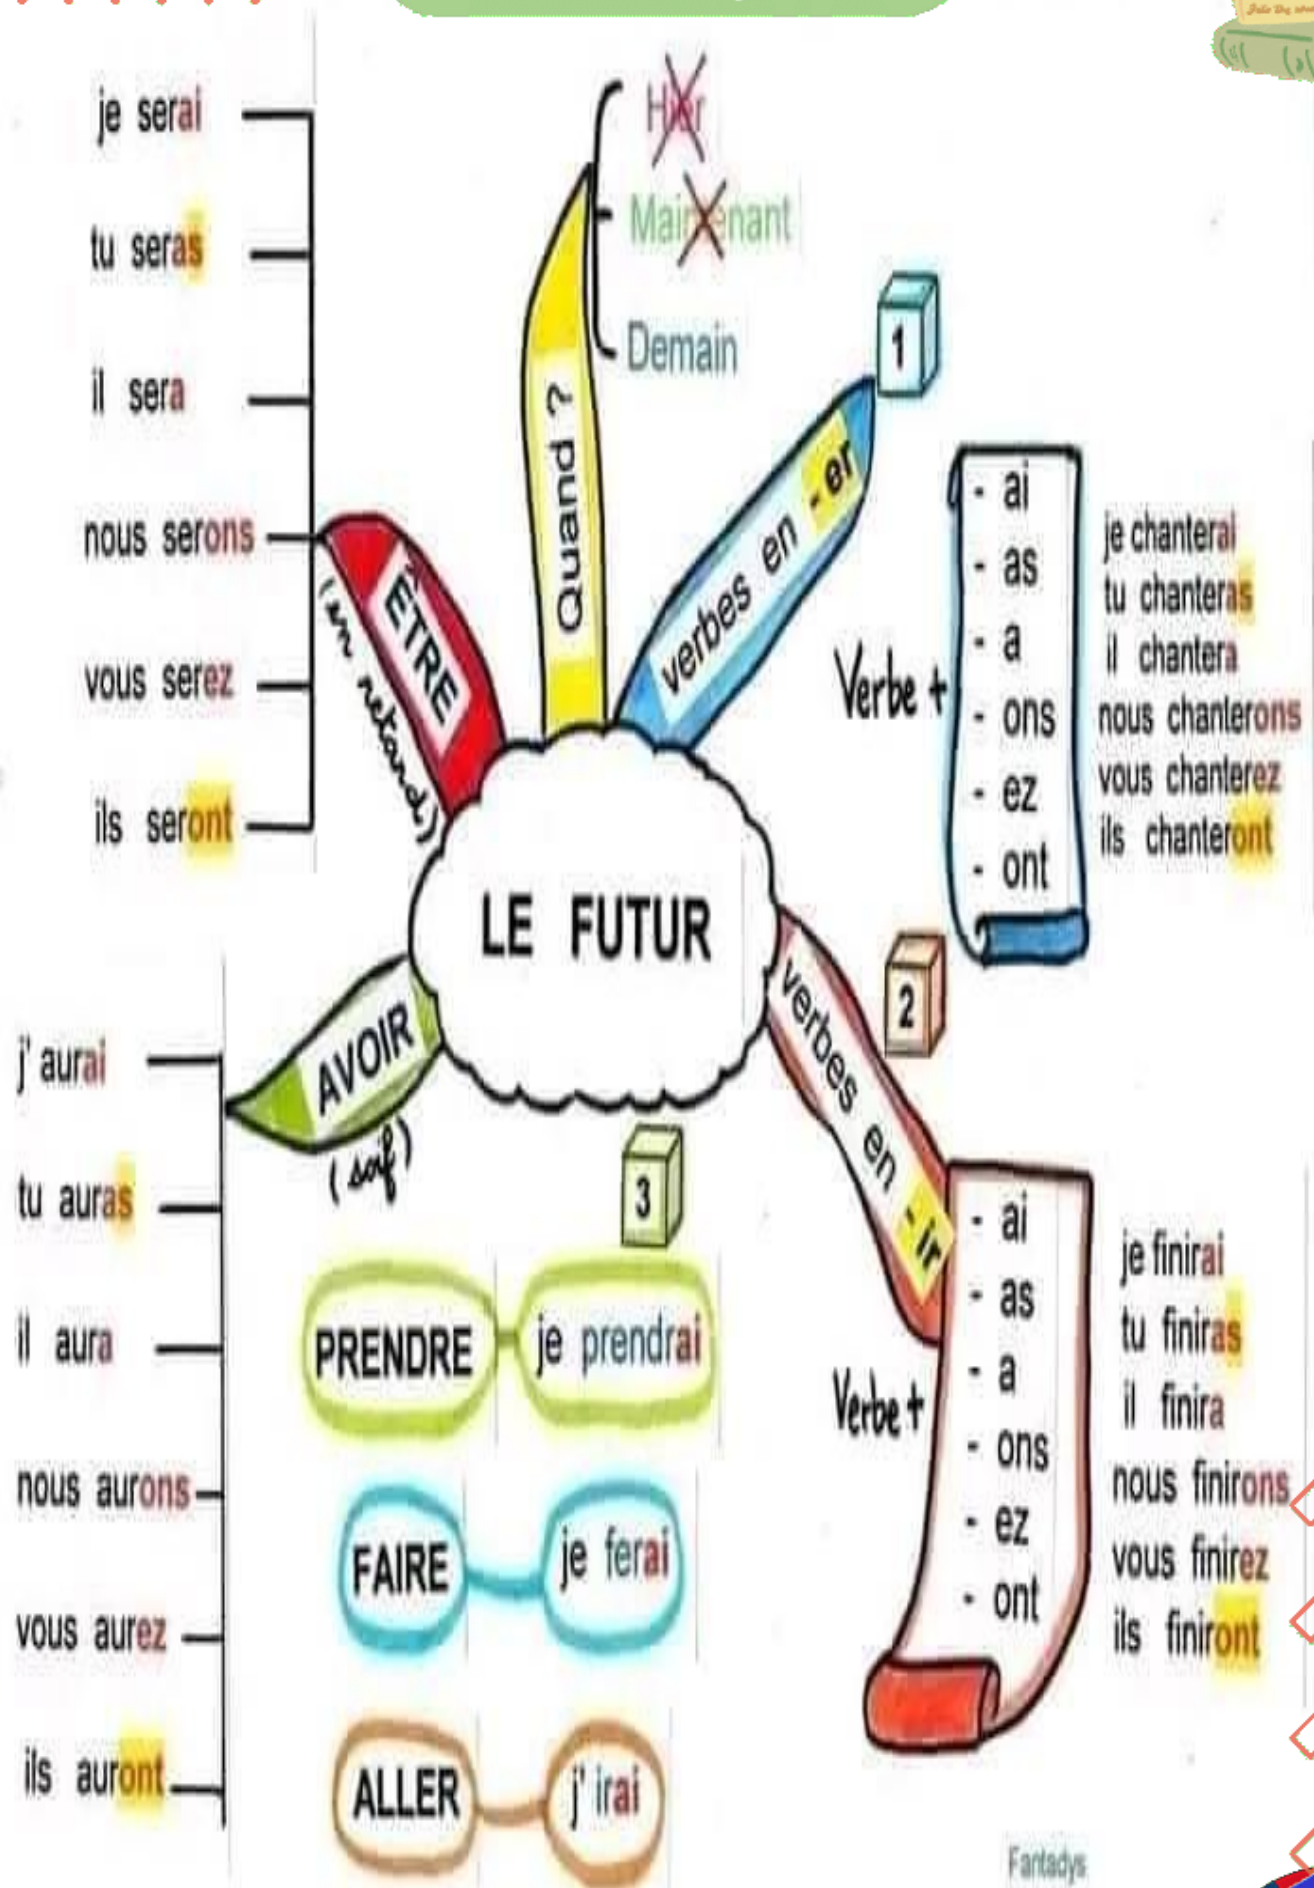 je serai
tu seras
il sera
nous serons
vous serez
ils seront
ÊTRE
(en retard)
Quand ?
Hier
Maintenant
Demain
1
verbes en - er
Verbe +
- ai
- as
- a
- ons
- ez
- ont
je chanterai
tu chanteras
il chantera
nous chanterons
vous chanterez
ils chanteront
LE FUTUR
AVOIR
(soif)
j' aurai
tu auras
il aura
nous aurons
vous aurez
ils auront
2
verbes en - ir
Verbe +
- ai
- as
- a
- ons
- ez
- ont
je finirai
tu finiras
il finira
nous finirons
vous finirez
ils finiront
3
PRENDRE
je prendrai
FAIRE
je ferai
ALLER
j' irai
Fantadys